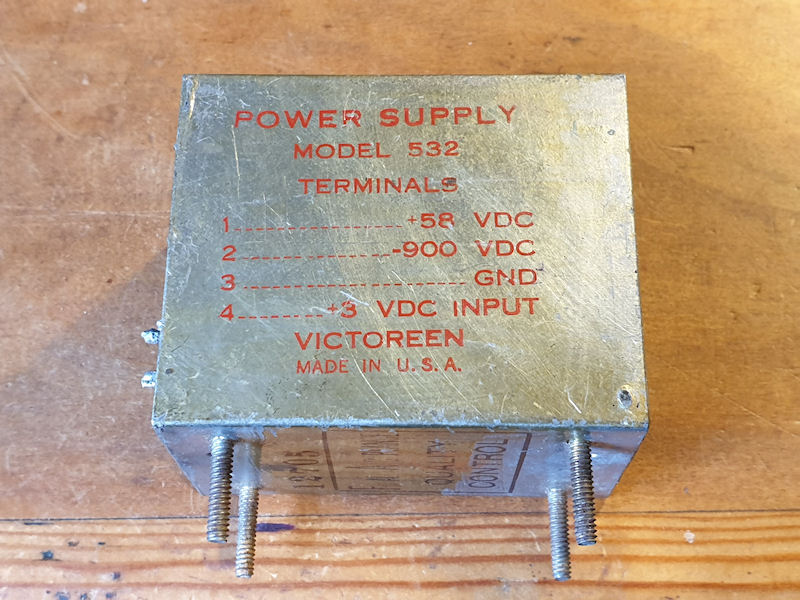 POWER SUPPLY
MODEL 532
TERMINALS
1................+58 VDC
2..............-900 VDC
3......................GND
4.........+3 VDC INPUT
VICTOREEN
MADE IN U.S.A.
QUALITY
CONTROL